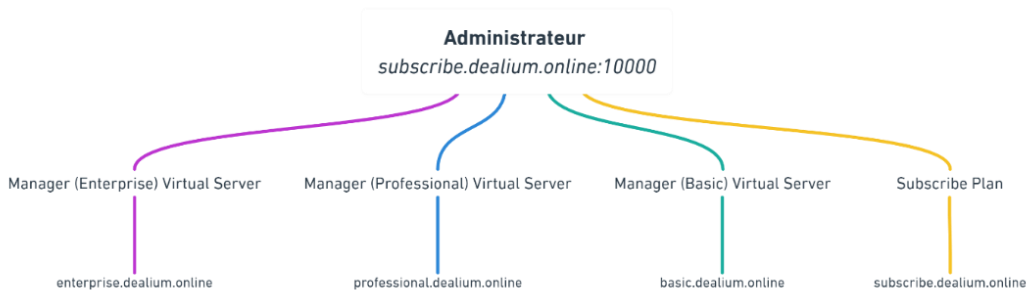 Administrateur
subscribe.dealium.online:10000
Manager (Enterprise) Virtual Server
Manager (Professional) Virtual Server
Manager (Basic) Virtual Server
Subscribe Plan
enterprise.dealium.online
professional.dealium.online
basic.dealium.online
subscribe.dealium.online